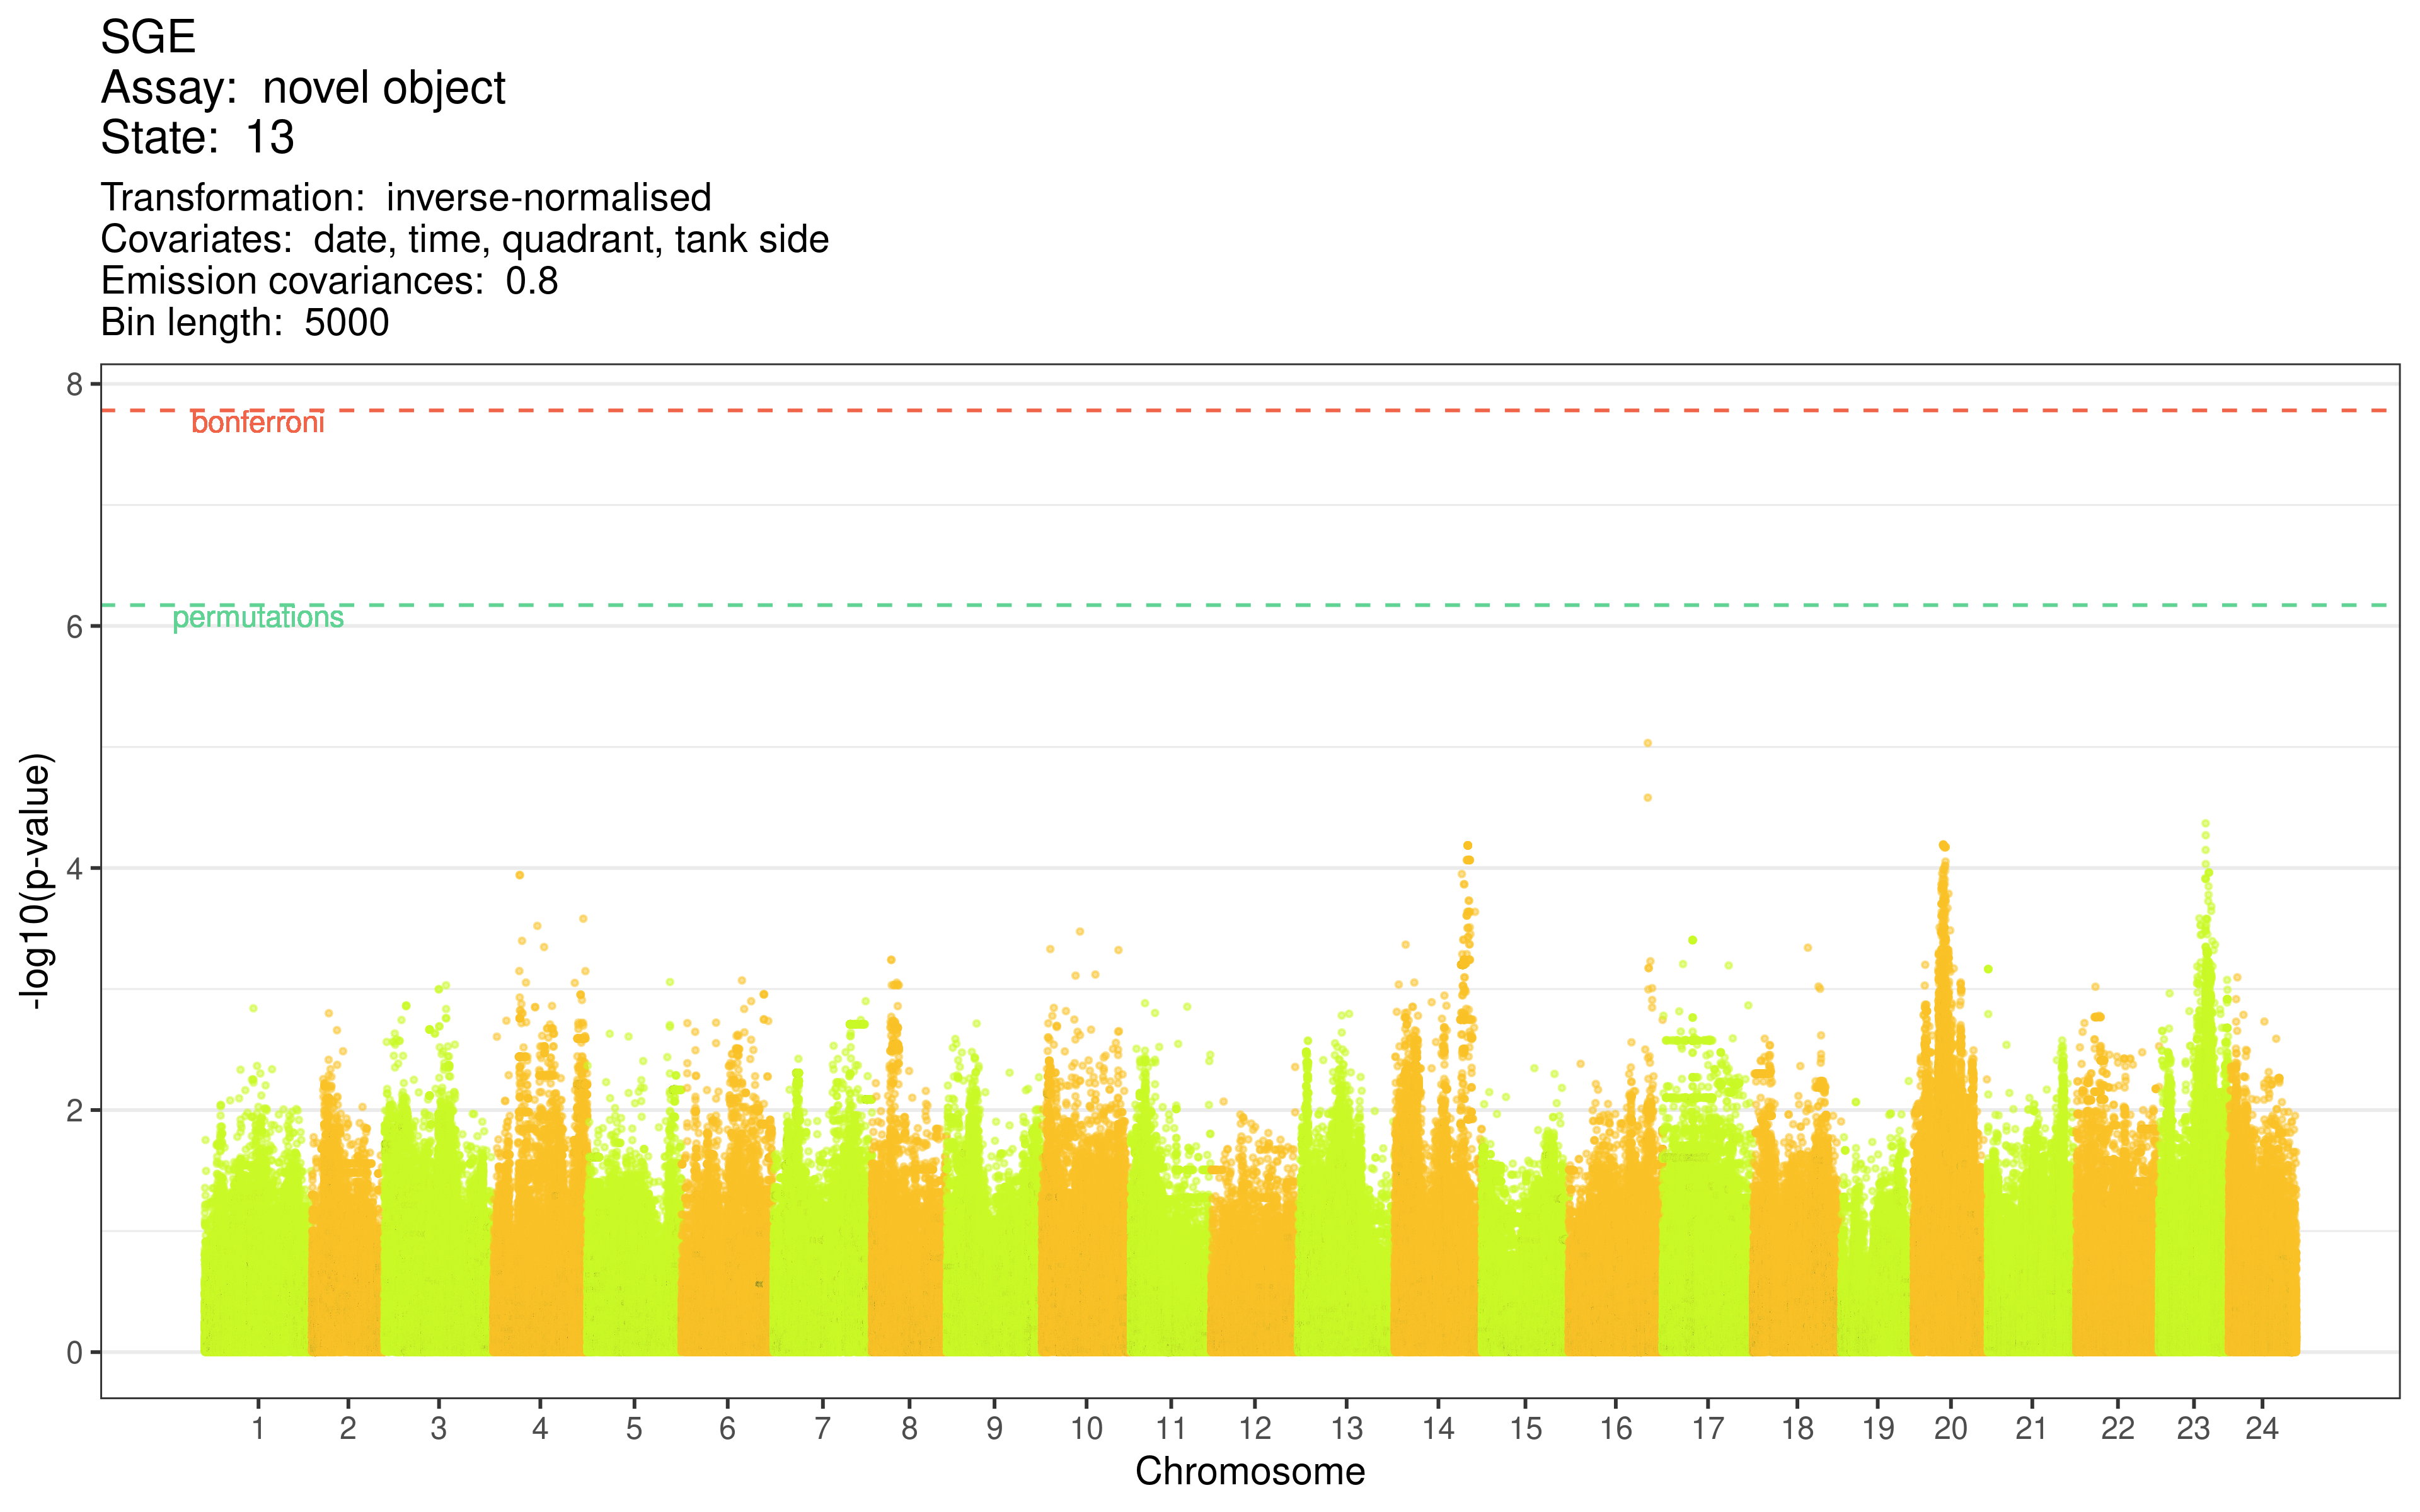 SGE
Assay:  novel object
State:  13
Transformation:  inverse-normalised
Covariates:  date, time, quadrant, tank side
Emission covariances:  0.8
Bin length:  5000
8
bonferroni
permutations
6
4
2
0
-log10(p-value)
1 2 3 4 5 6 7 8 9 10 11 12 13 14 15 16 17 18 19 20 21 22 23 24
Chromosome